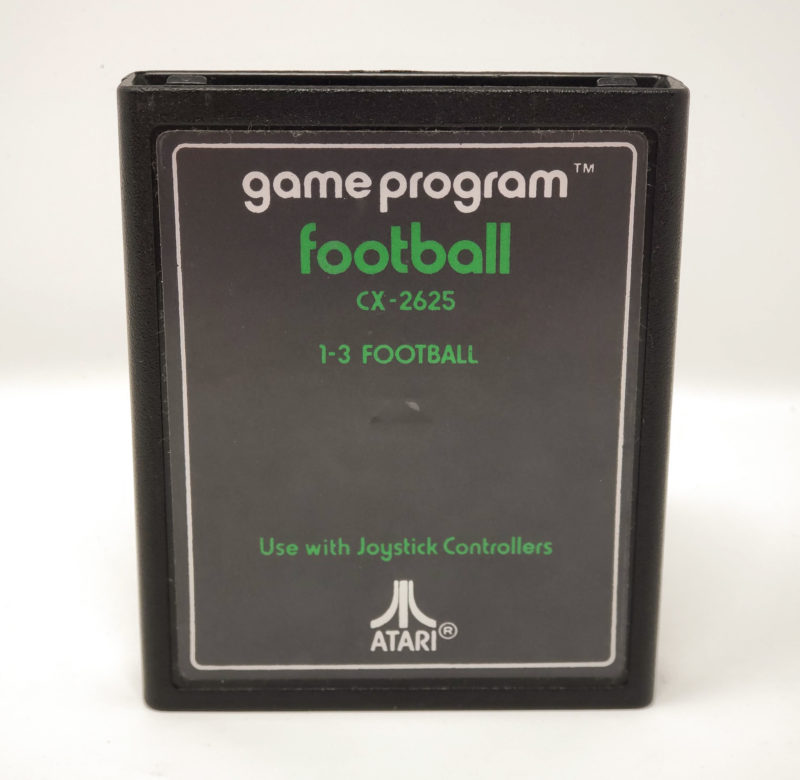 game program™
football
CX-2625
1-3 FOOTBALL
Use with Joystick Controllers
ATARI®